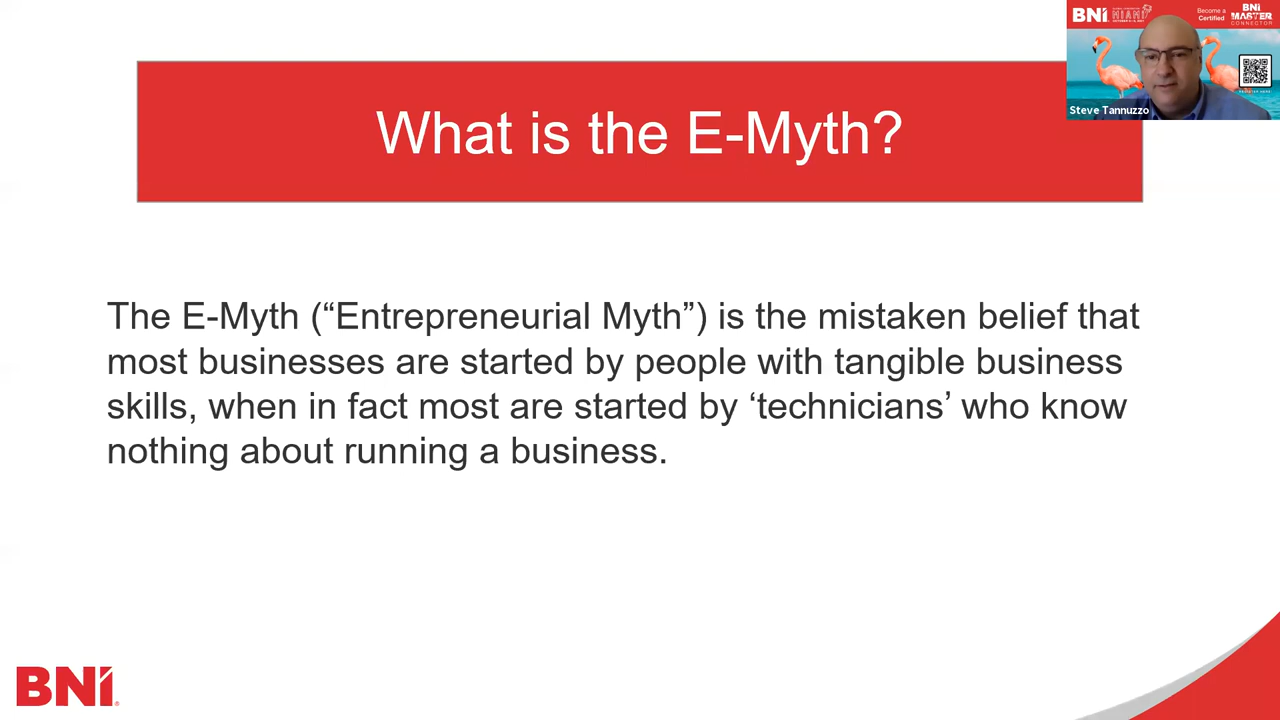 BNI
MIAMI
Become a
Certified
BNI
MASTER
CONNECTOR
Steve Tannuzzo
What is the E-Myth?
The E-Myth (“Entrepreneurial Myth”) is the mistaken belief that
most businesses are started by people with tangible business
skills, when in fact most are started by ‘technicians’ who know
nothing about running a business.
BNI®